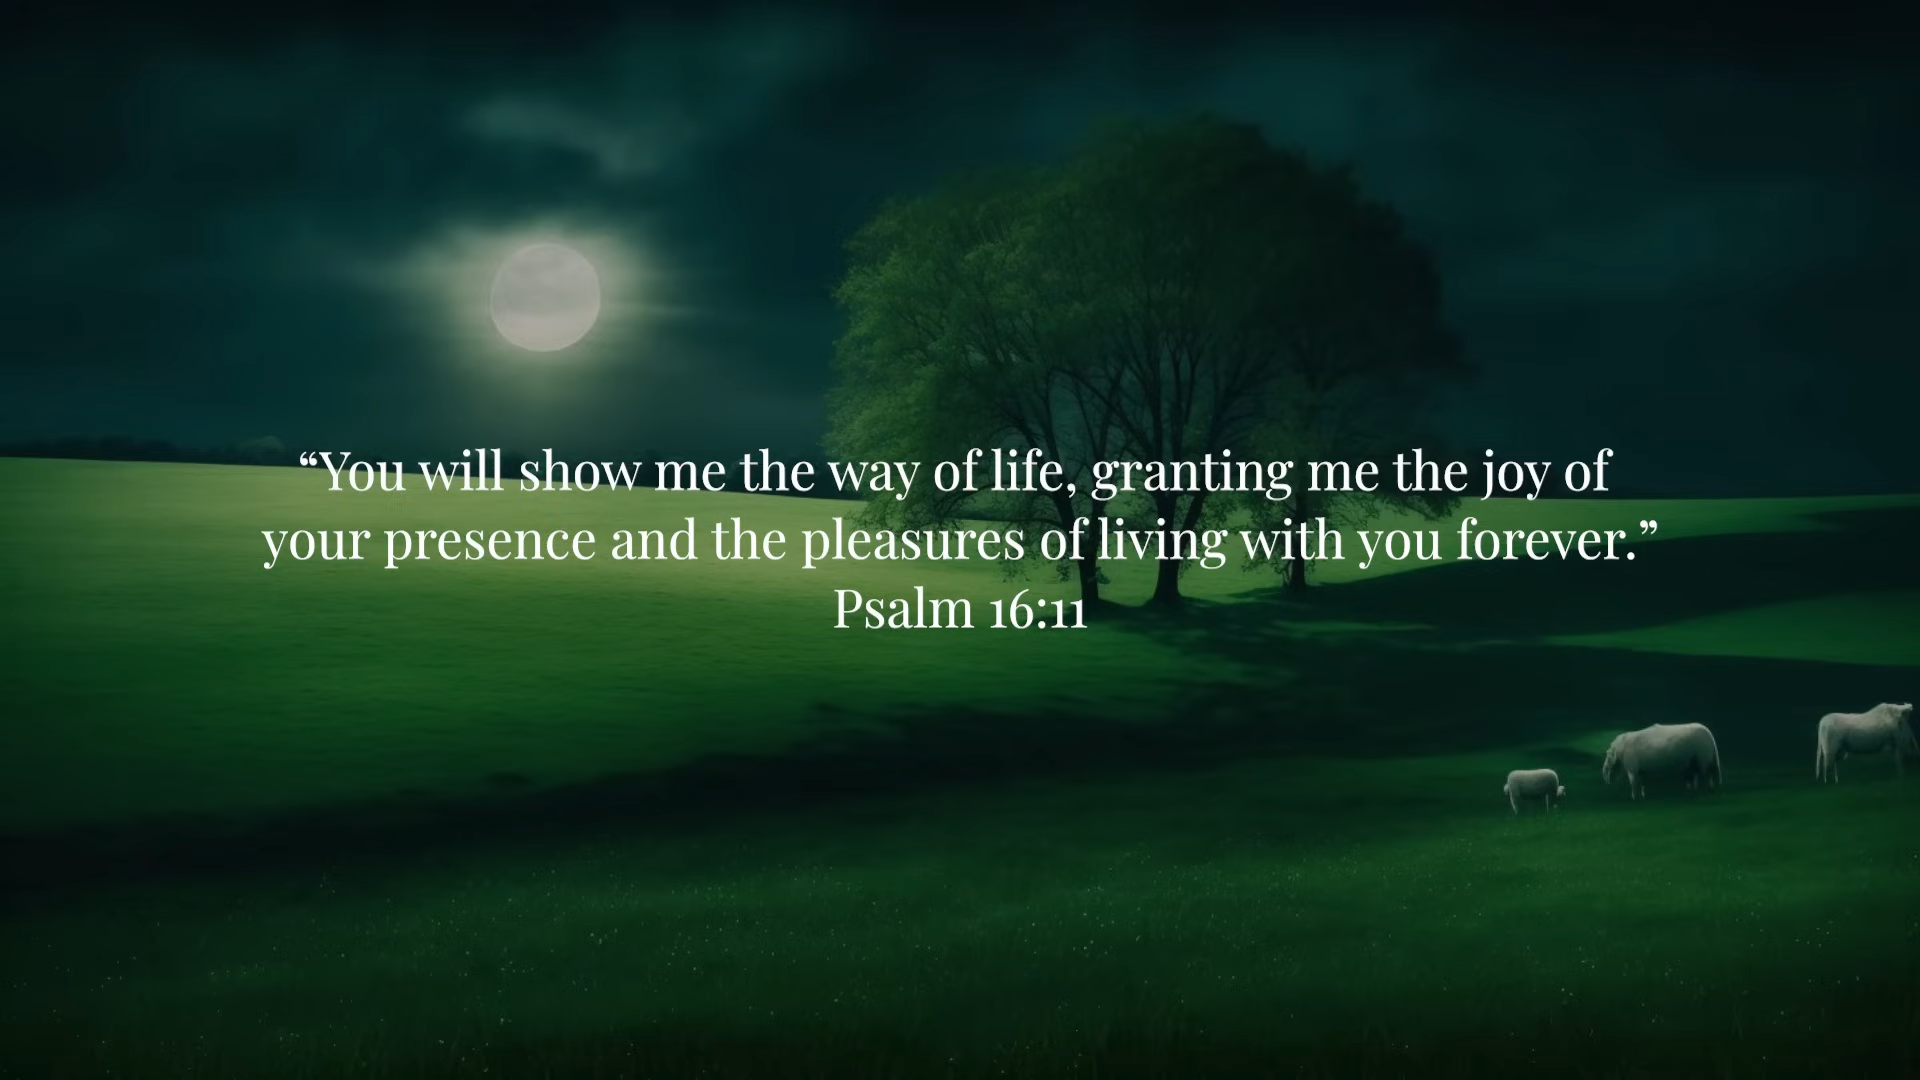 “You will show me the way of life, granting me the joy of
your presence and the pleasures of living with you forever.”
Psalm 16:11